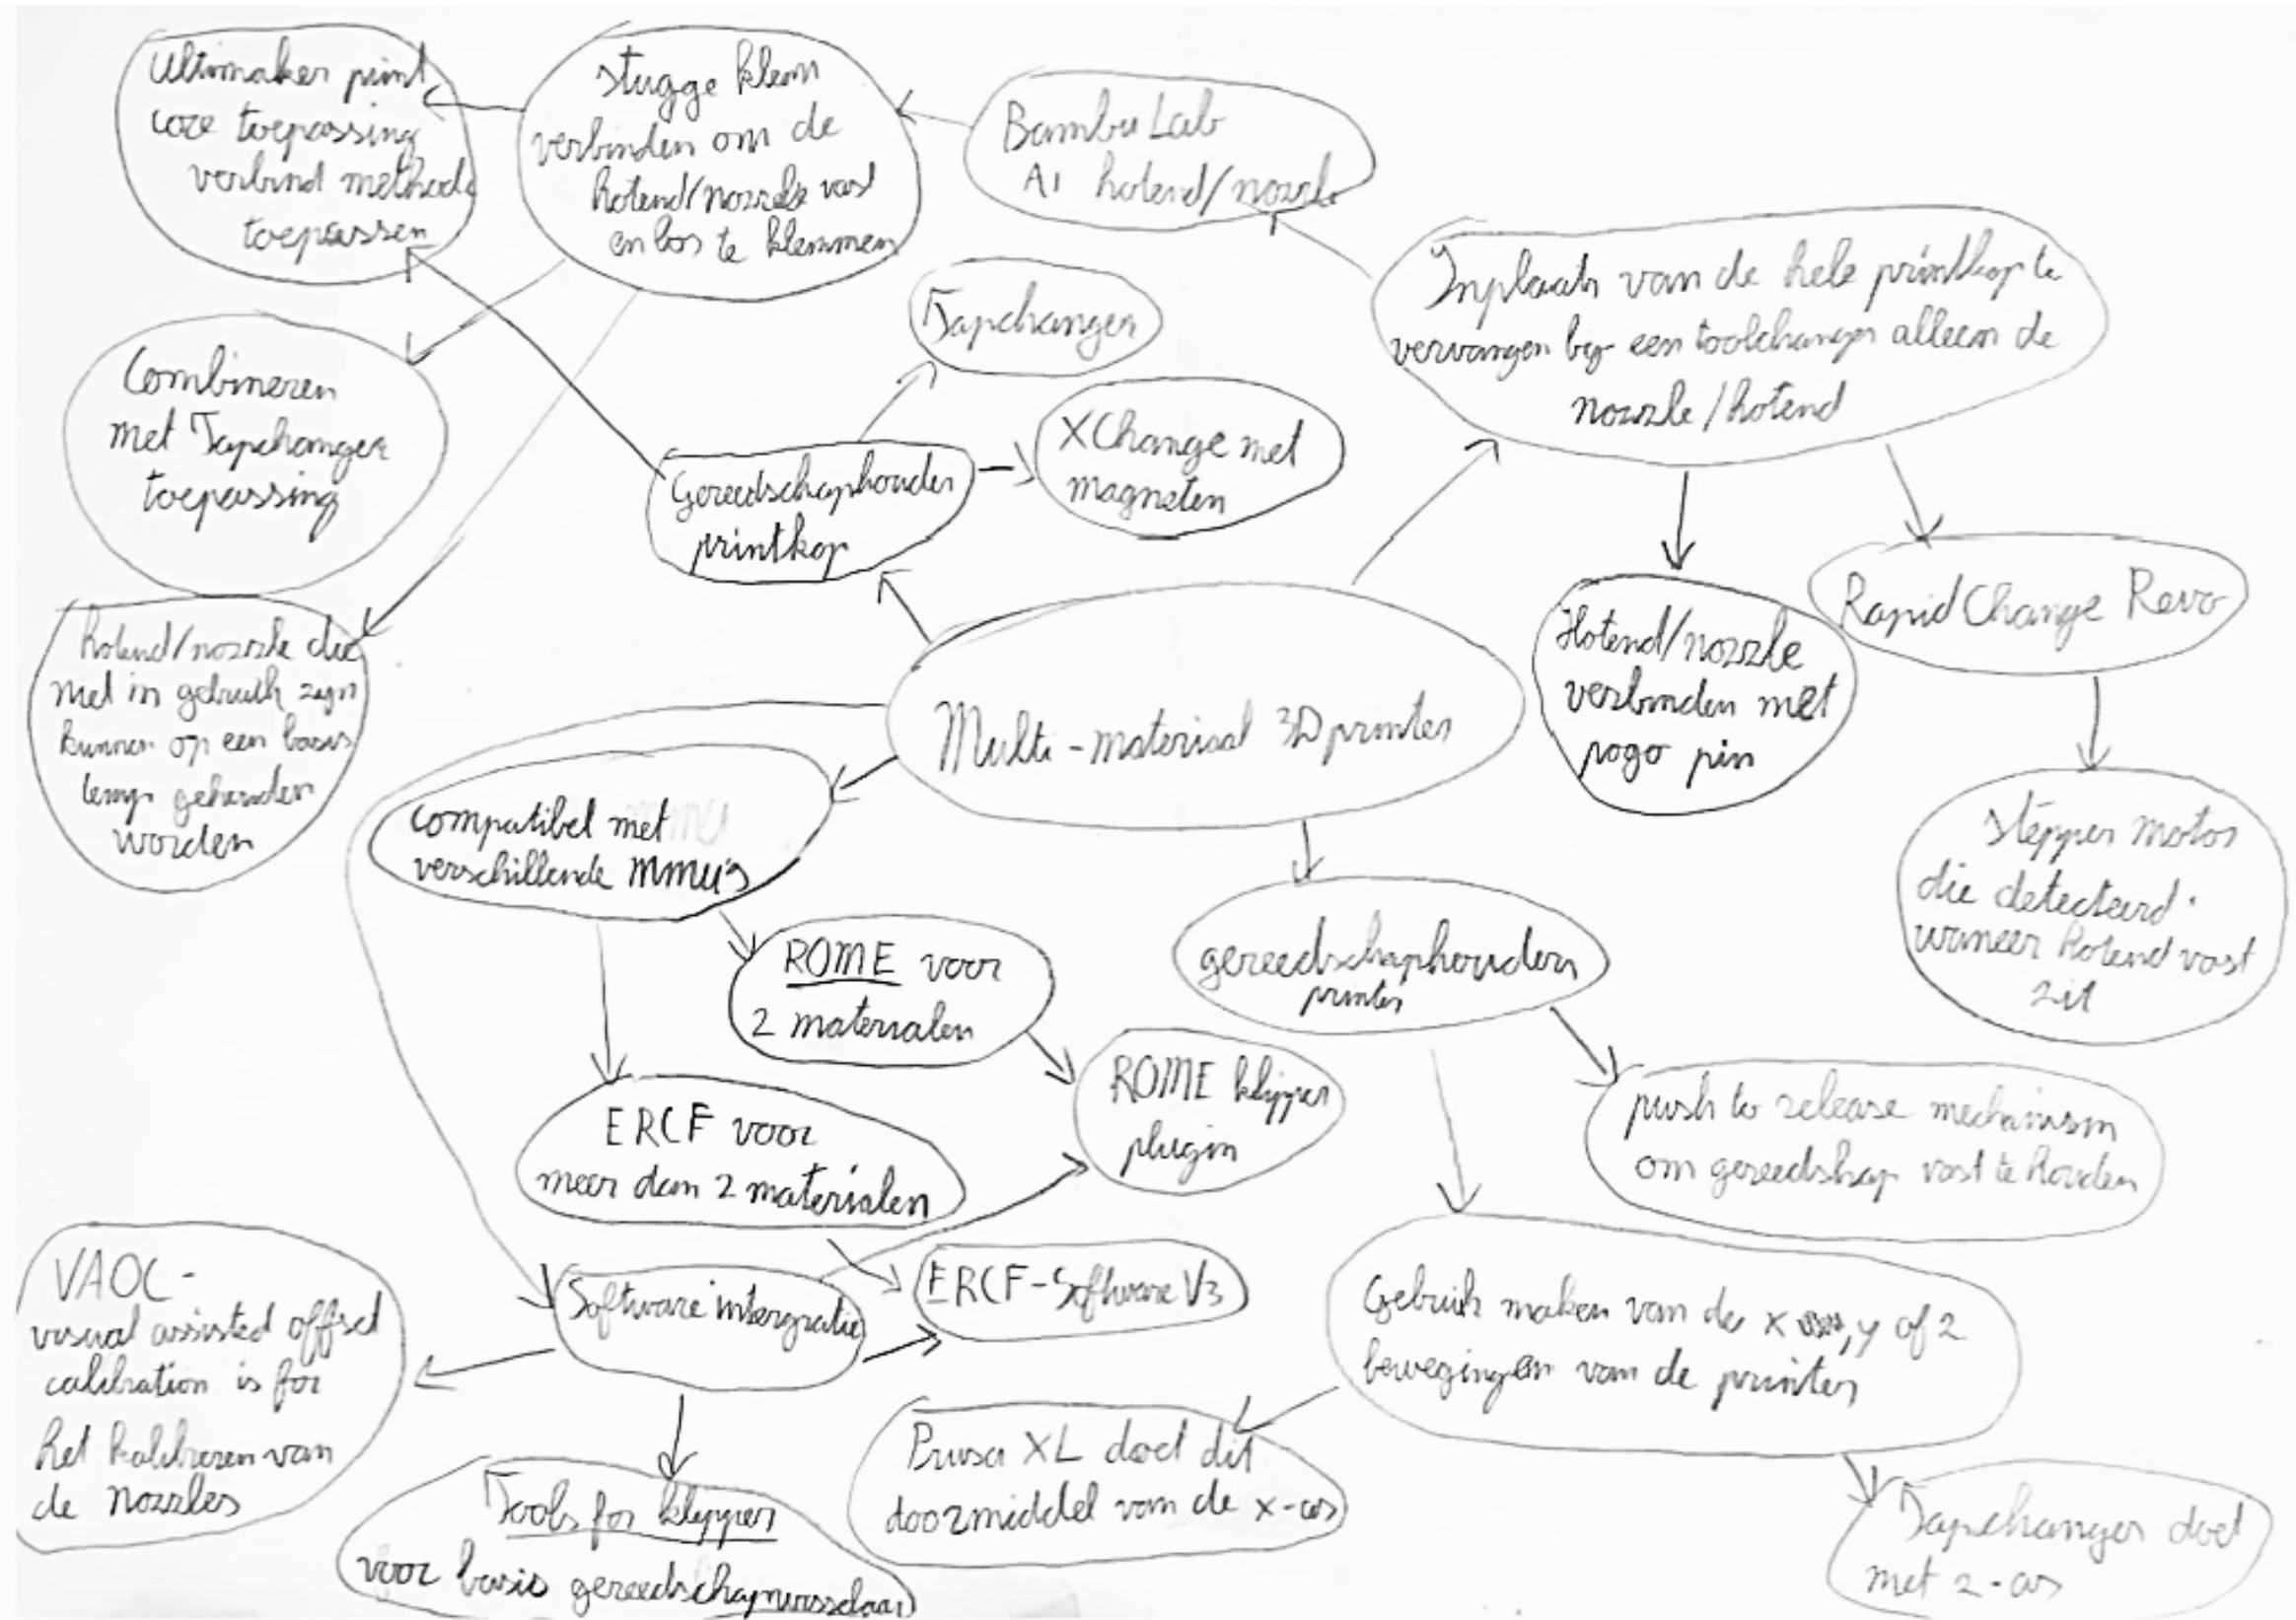 Ultimaker print
core toepassing
verbind methode
toepassen
stugge klem
verbinden om de
hotend/nozzle vast
en los te klemmen
Bambu Lab
A1 hotend/nozzle
Inplaats van de hele printkop te
vervangen bij een toolchanger alleen de
nozzle/hotend
Tapchanger
XChange met
magneten
Combineren
met Tapchanger
toepassing
Gereedschaphouder
printkop
Rapid Change Revo
Hotend/nozzle
verbinden met
pogo pin
hotend/nozzle die
niet in gebruik zijn
kunnen op een basis
temp gehouden
worden
Multi-materiaal 3D printer
stepper motor
die detecteerd
wanneer hotend vast
zit
compatibel met
verschillende mmu's
gereedschaphouders
printer
ROME voor
2 materialen
ROME klipper
plugin
ERCF voor
meer dan 2 materialen
push to release mechanism
om gereedshap vast te houden
VAOC-
visual assisted offset
calibration is for
het kalibreren van
de nozzles
Software intergratie
ERCF-Software V3
Gebruik maken van de x, y of z
bewegingen van de printer
Prusa XL doet dit
doormiddel van de x-as
Tapchanger doet
met z-as
Tools for klipper
voor basis gereedschapwisselaar